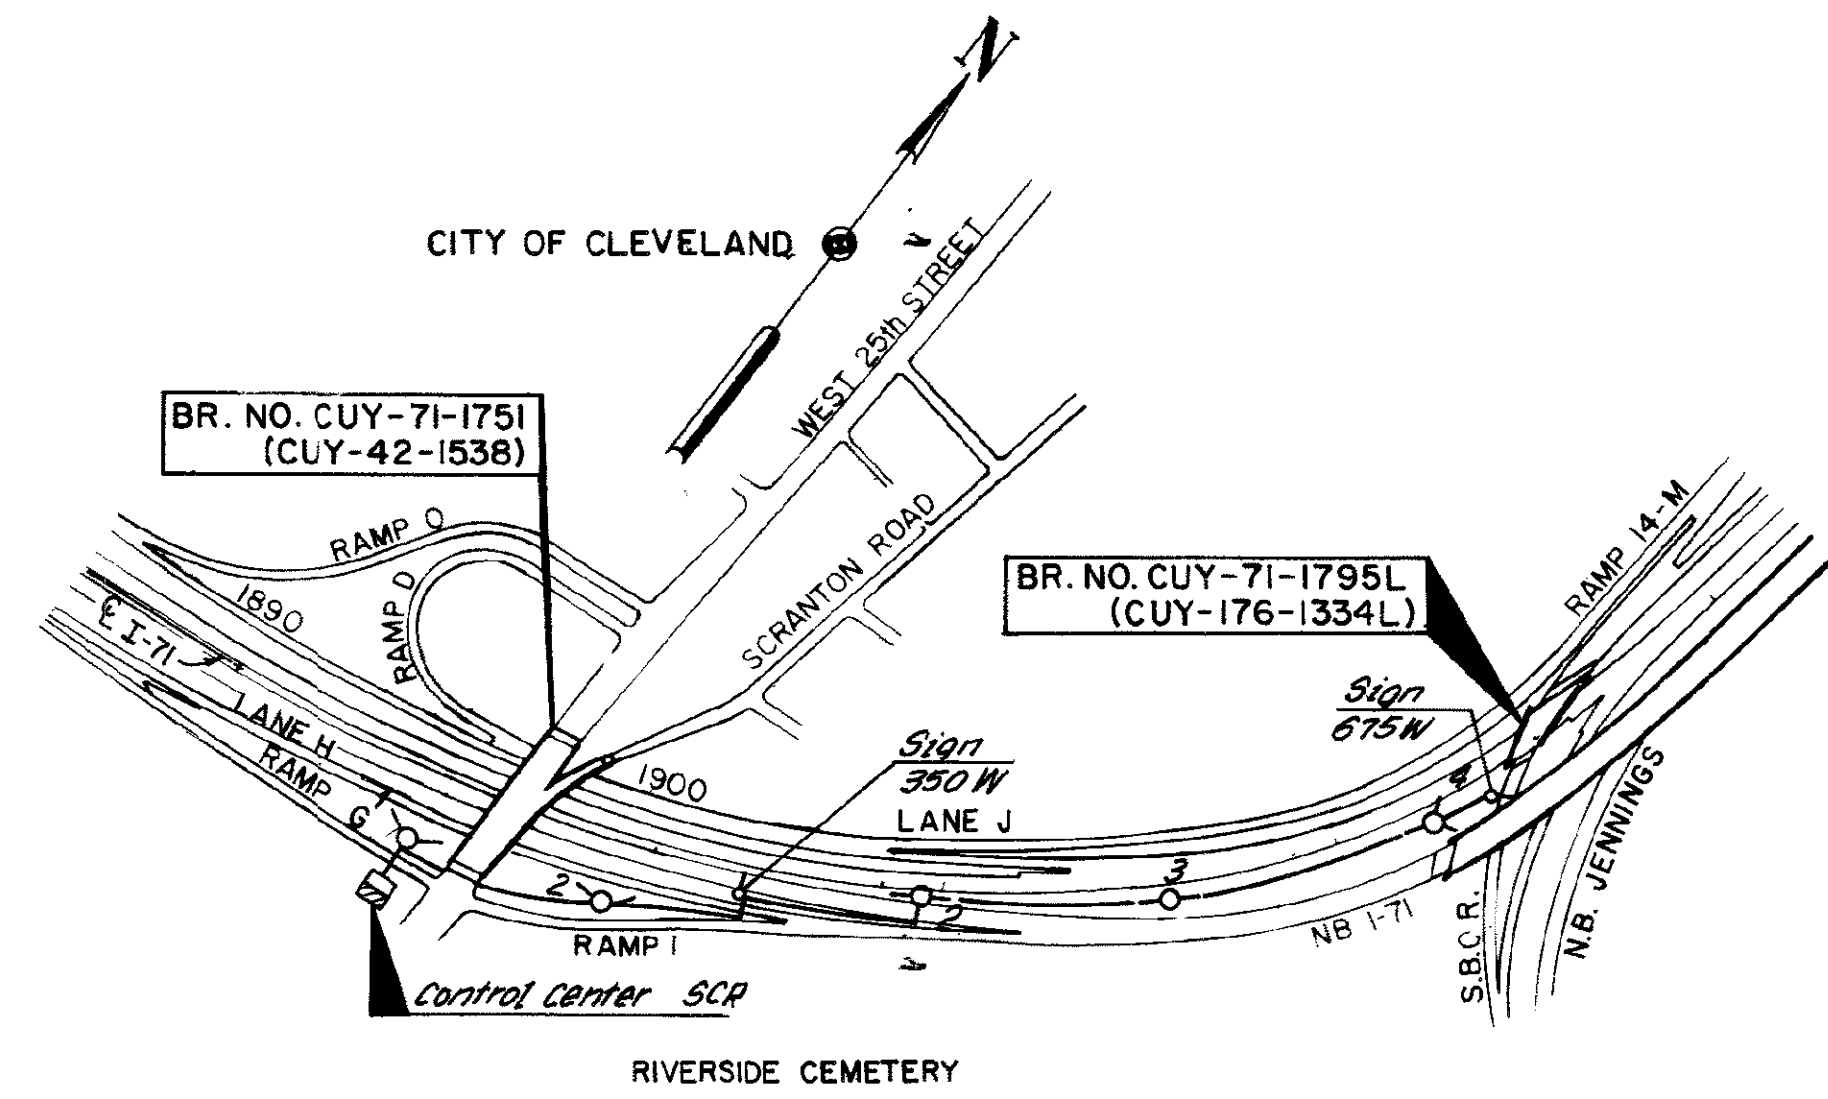 N
CITY OF CLEVELAND
WEST 25th STREET
BR. NO. CUY-71-1751
(CUY-42-1538)
RAMP O
RAMP D
1890
℄ I-71
LANE H
RAMP G
SCRANTON ROAD
BR. NO. CUY-71-1795L
(CUY-176-1334L)
RAMP 14-M
Sign
675W
Sign
350 W
1900
LANE J
1
2
2
3
4
RAMP I
NB I-71
S.B.C R.
N.B. JENNINGS
Control Center SCR
RIVERSIDE CEMETERY